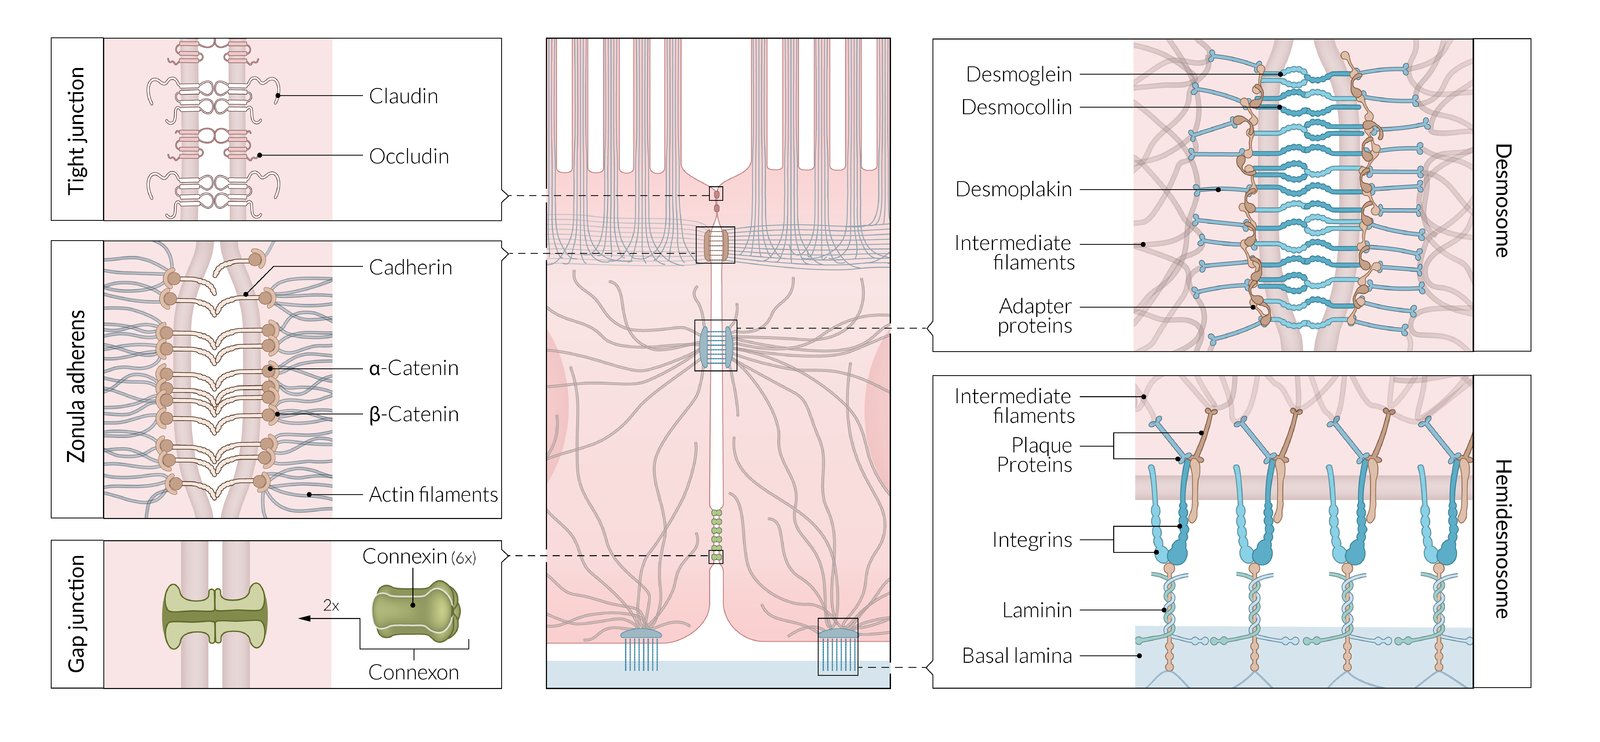 Tight junction
Claudin
Occludin
Zonula adherens
Cadherin
α-Catenin
β-Catenin
Actin filaments
Gap junction
Connexin (6x)
2x
Connexon
Desmosome
Desmoglein
Desmocollin
Desmoplakin
Intermediate
filaments
Adapter
proteins
Hemidesmosome
Intermediate
filaments
Plaque
Proteins
Integrins
Laminin
Basal lamina